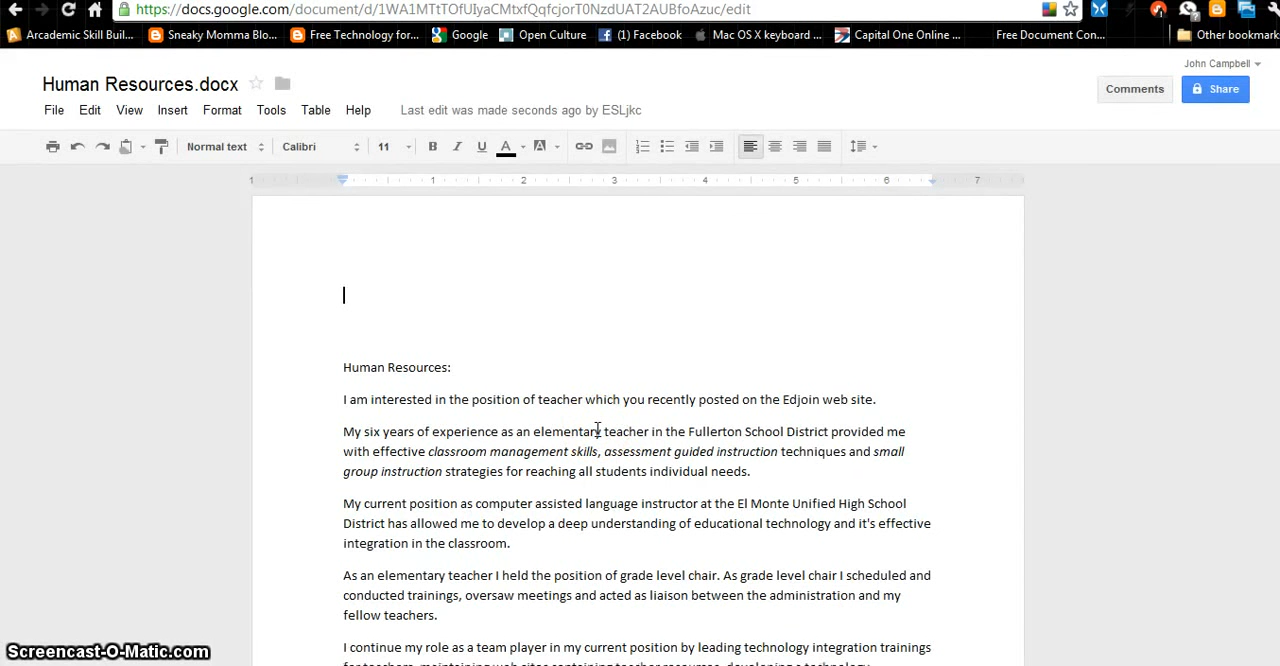 https://docs.google.com/document/d/1WA1MTtTOfUIyaCMtxfQqfcjorT0NzdUAT2AUBfoAzuc/edit
Arcademic Skill Buil... Sneaky Momma Blo... Free Technology for... Google Open Culture (1) Facebook Mac OS X keyboard ... Capital One Online ... Free Document Con... Other bookmark
John Campbell
Human Resources.docx
Comments Share
File Edit View Insert Format Tools Table Help Last edit was made seconds ago by ESLjkc
Normal text Calibri 11 B I U A A
1 1 2 3 4 5 6 7
Human Resources:
I am interested in the position of teacher which you recently posted on the Edjoin web site.
My six years of experience as an elementary teacher in the Fullerton School District provided me
with effective classroom management skills, assessment guided instruction techniques and small
group instruction strategies for reaching all students individual needs.
My current position as computer assisted language instructor at the El Monte Unified High School
District has allowed me to develop a deep understanding of educational technology and it's effective
integration in the classroom.
As an elementary teacher I held the position of grade level chair. As grade level chair I scheduled and
conducted trainings, oversaw meetings and acted as liaison between the administration and my
fellow teachers.
I continue my role as a team player in my current position by leading technology integration trainings
for teachers, maintaining web sites containing teacher resources, developing a technology
Screencast-O-Matic.com